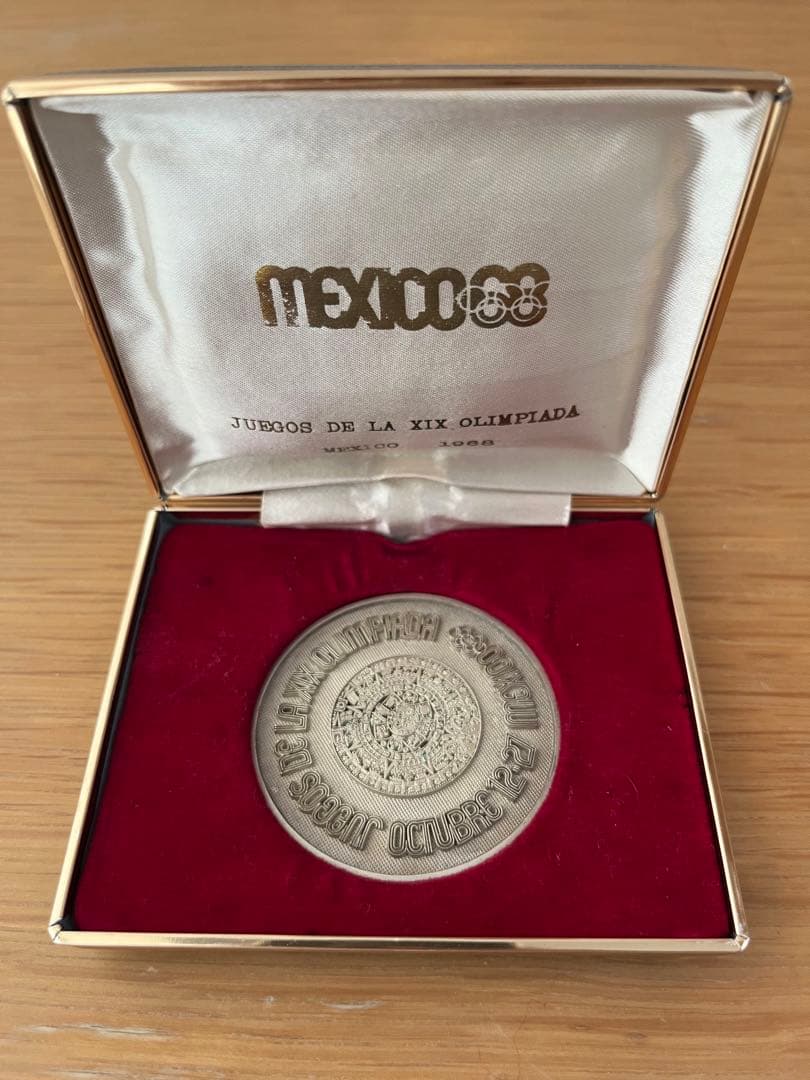 MEXICO68
JUEGOS DE LA XIX OLIMPIADA
MEXICO 1968
JUEGOS DE LA XIX OLIMPIADA
OCTUBRE 12-27
MEXICO68